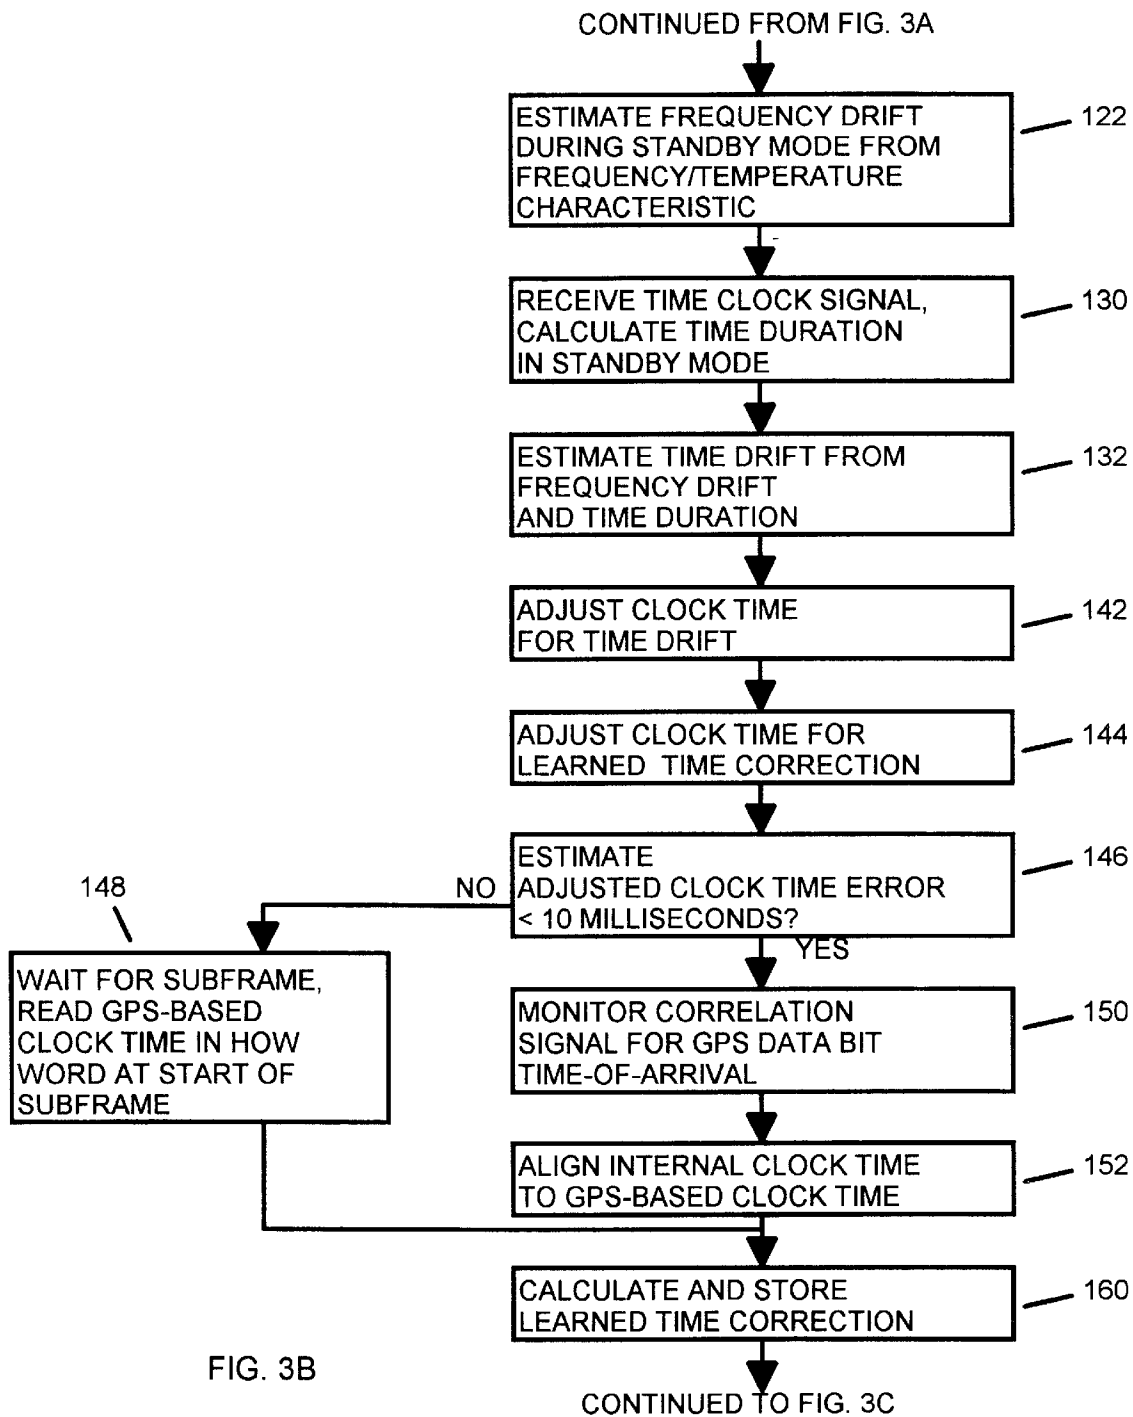 CONTINUED FROM FIG. 3A
ESTIMATE FREQUENCY DRIFT
DURING STANDBY MODE FROM
FREQUENCY/TEMPERATURE
CHARACTERISTIC
122
RECEIVE TIME CLOCK SIGNAL,
CALCULATE TIME DURATION
IN STANDBY MODE
130
ESTIMATE TIME DRIFT FROM
FREQUENCY DRIFT
AND TIME DURATION
132
ADJUST CLOCK TIME
FOR TIME DRIFT
142
ADJUST CLOCK TIME FOR
LEARNED TIME CORRECTION
144
ESTIMATE
ADJUSTED CLOCK TIME ERROR
< 10 MILLISECONDS?
146
NO
YES
148
WAIT FOR SUBFRAME,
READ GPS-BASED
CLOCK TIME IN HOW
WORD AT START OF
SUBFRAME
MONITOR CORRELATION
SIGNAL FOR GPS DATA BIT
TIME-OF-ARRIVAL
150
ALIGN INTERNAL CLOCK TIME
TO GPS-BASED CLOCK TIME
152
CALCULATE AND STORE
LEARNED TIME CORRECTION
160
FIG. 3B
CONTINUED TO FIG. 3C